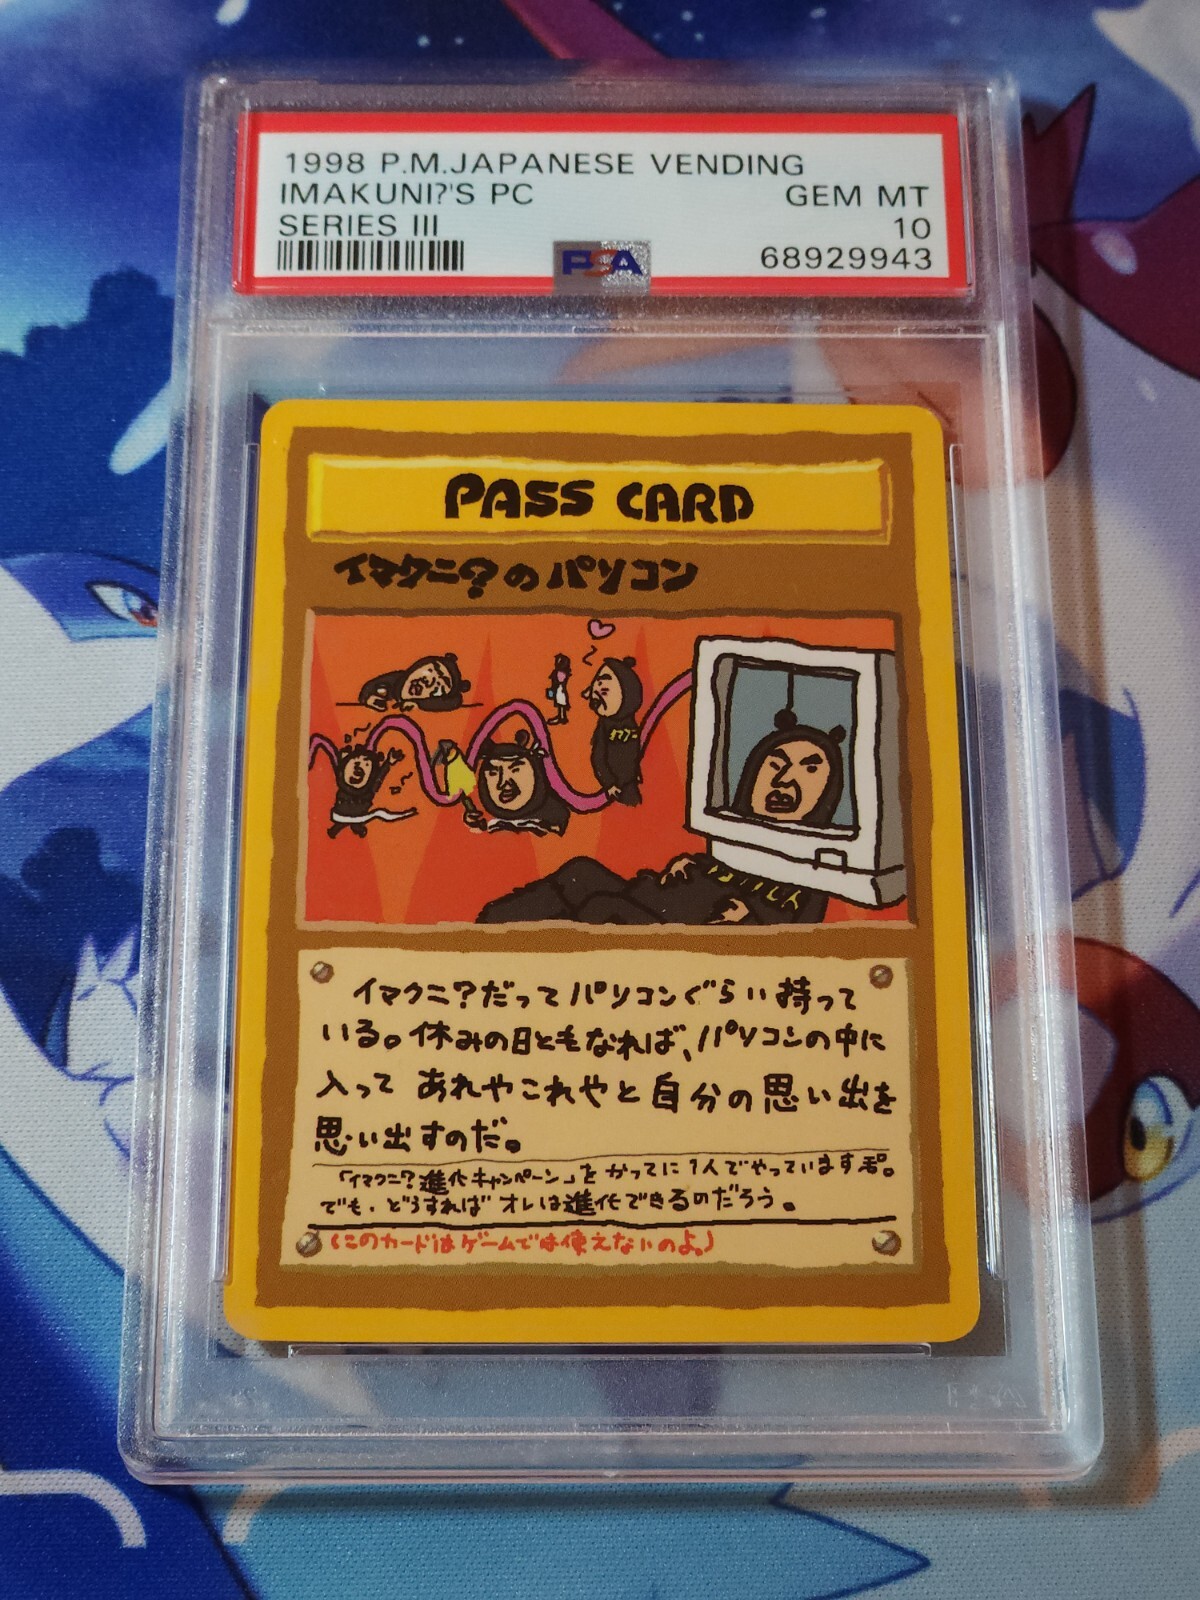 1998 P.M.JAPANESE VENDING
IMAKUNI?'S PC GEM MT
SERIES III 10
PSA 68929943
PASS CARD
イマクニ?のパソコン
イマクニ?だってパソコンぐらい持って
いる。休みの日ともなれば、パソコンの中に
入って あれやこれやと自分の思い出を
思い出すのだ。
「イマクニ?進化キャンペーン」を かってに1人でやっています。
でも、どうすれば オレは進化できるのだろう。
(このカードはゲームでは使えないのよ。)